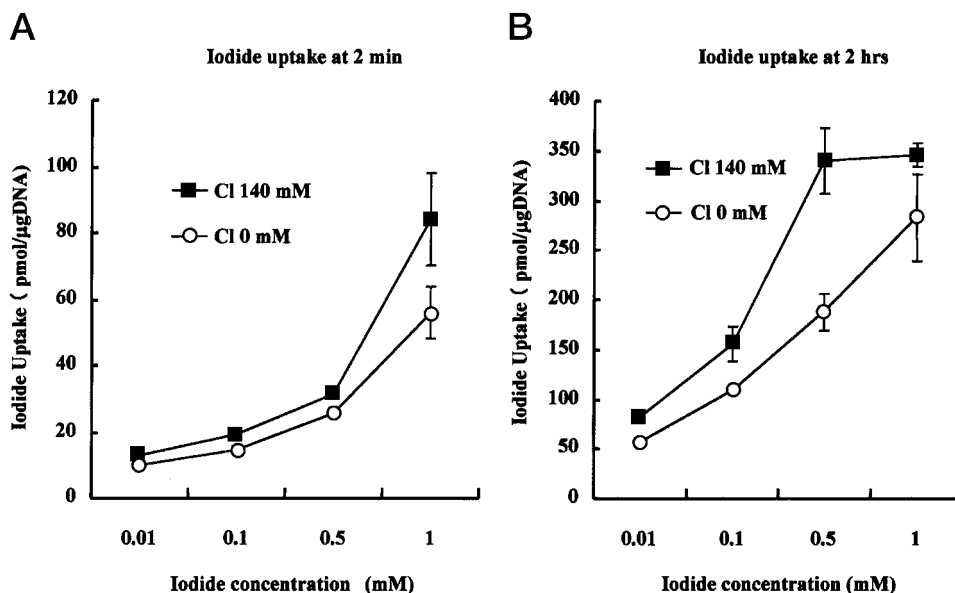 A
Iodide uptake at 2 min
Iodide Uptake ( pmol/µgDNA)
120
100
80
60
40
20
0
Cl 140 mM
Cl 0 mM
0.01 0.1 0.5 1
Iodide concentration (mM)
B
Iodide uptake at 2 hrs
Iodide Uptake ( pmol/µgDNA)
400
350
300
250
200
150
100
50
0
Cl 140 mM
Cl 0 mM
0.01 0.1 0.5 1
Iodide concentration (mM)